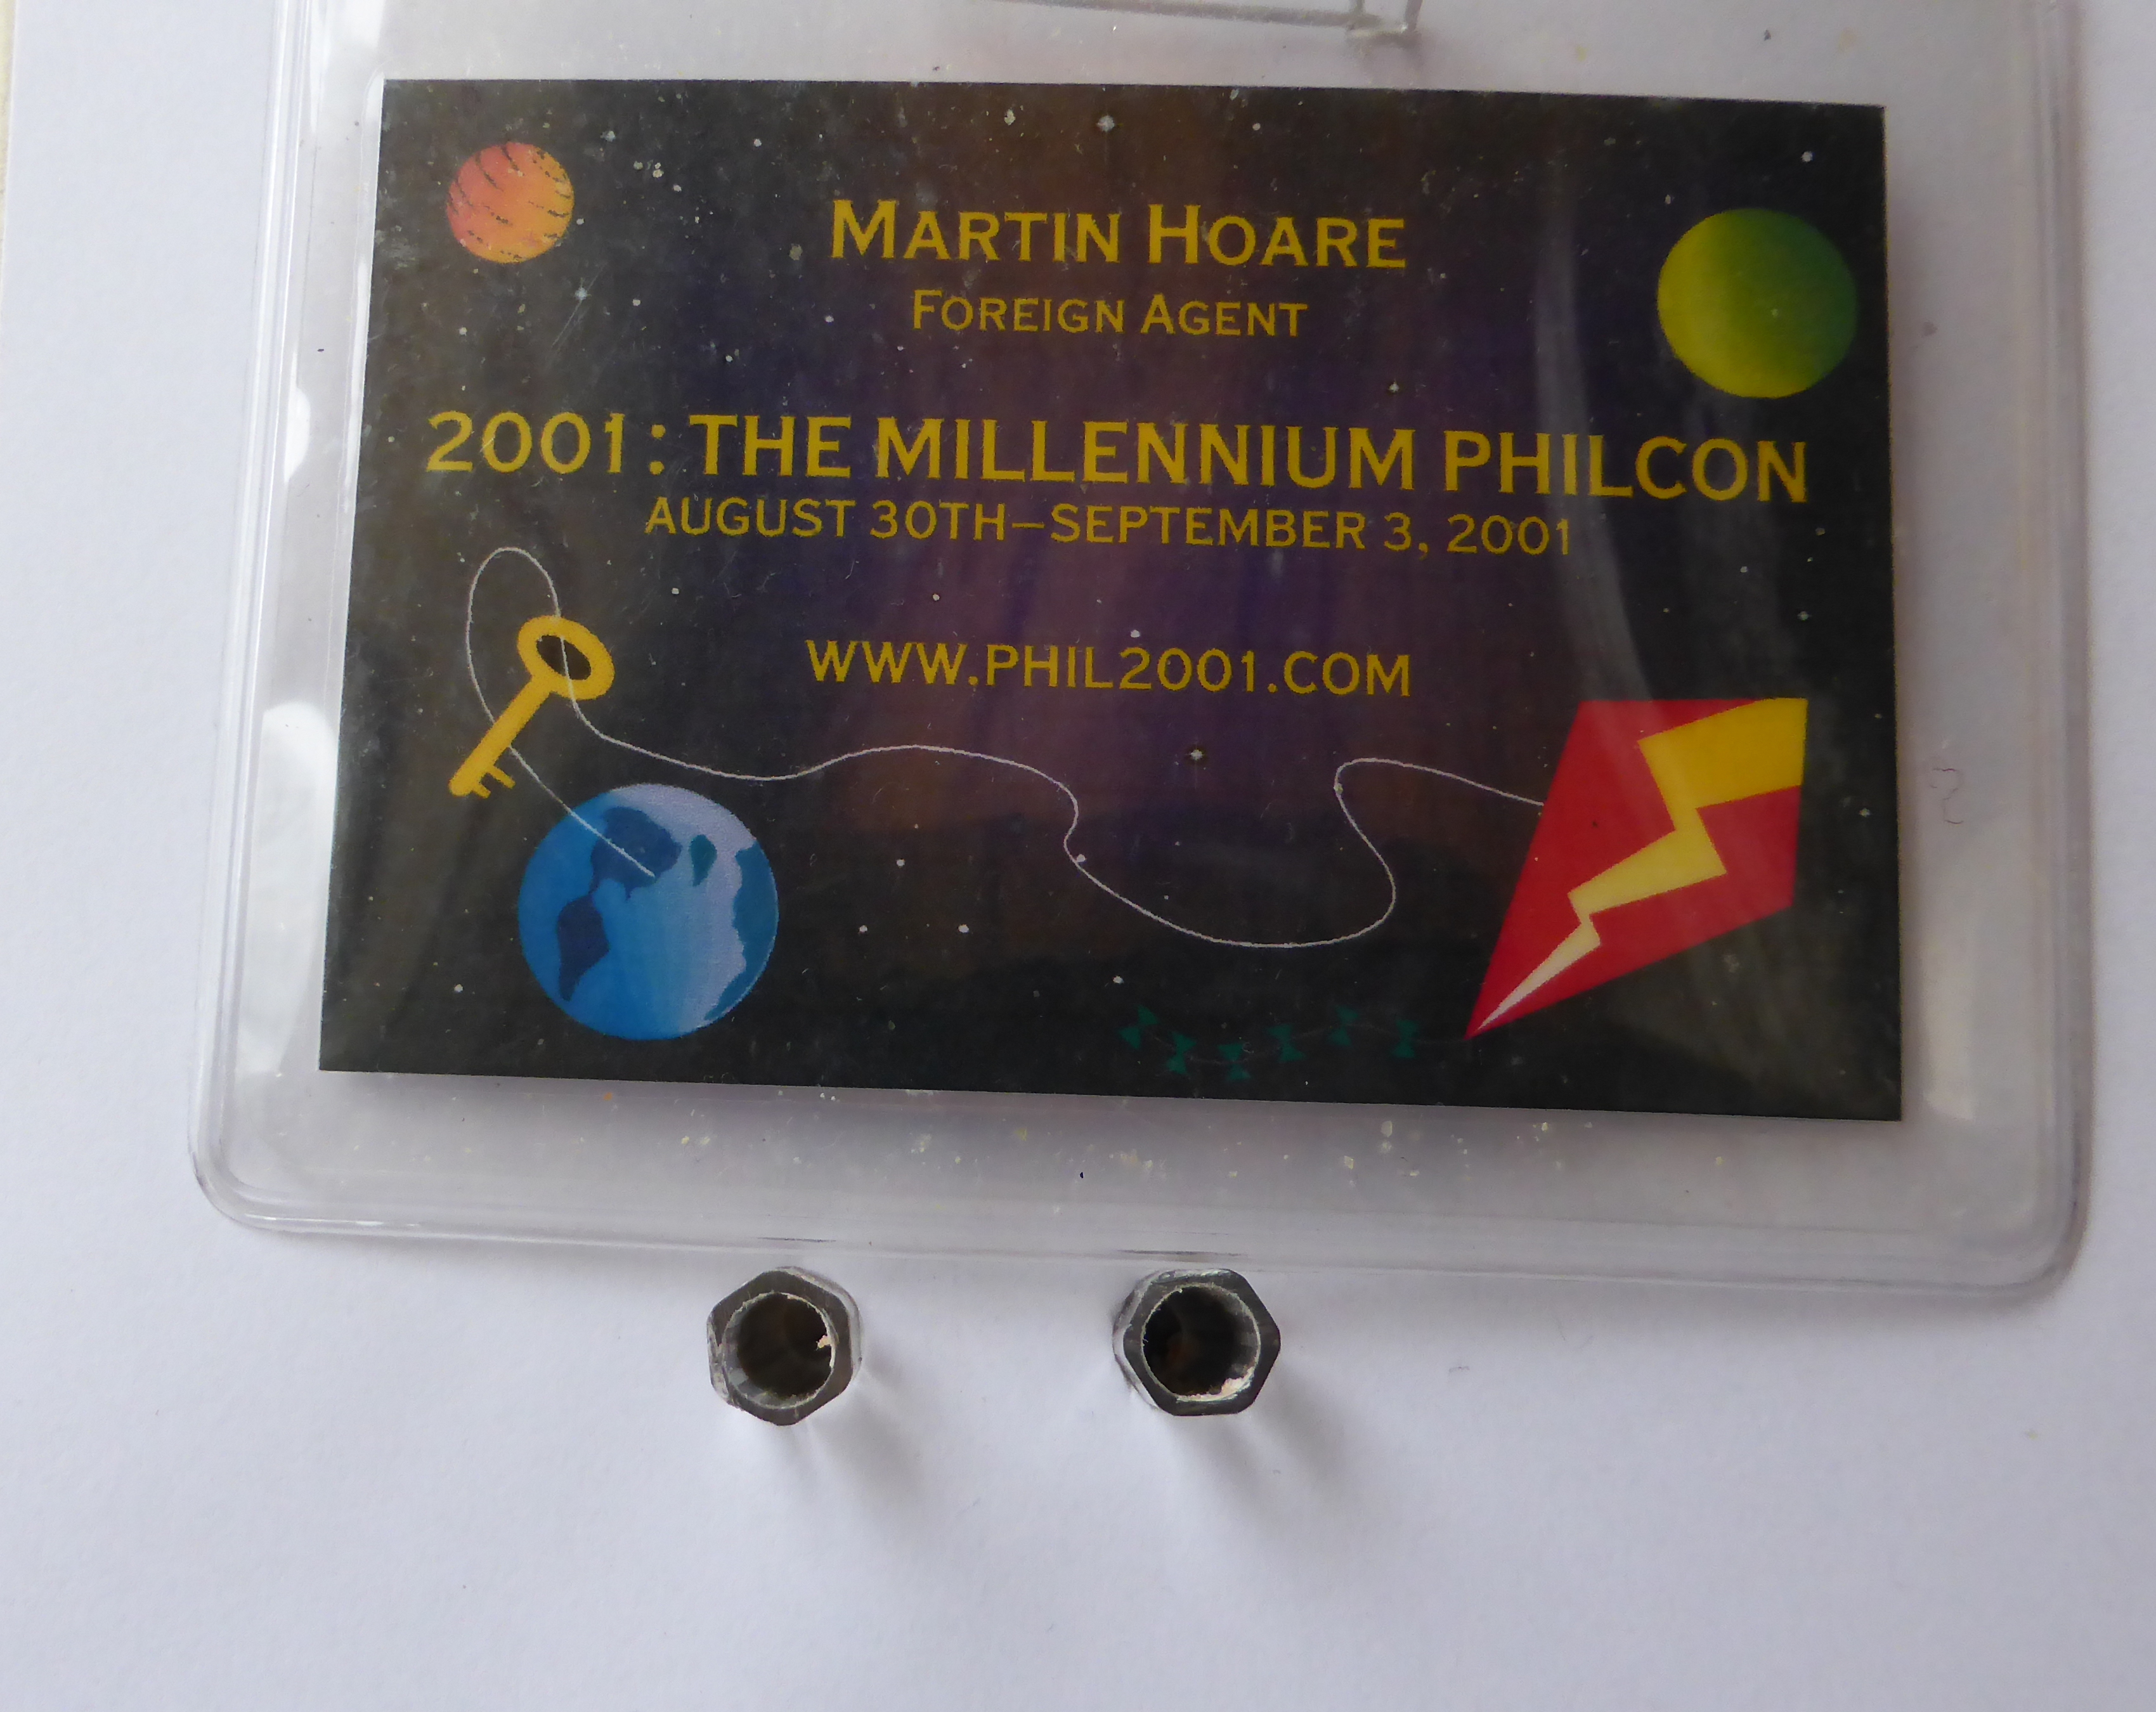 MARTIN HOARE
FOREIGN AGENT
2001: THE MILLENNIUM PHILCON
AUGUST 30TH–SEPTEMBER 3, 2001
WWW.PHIL2001.COM